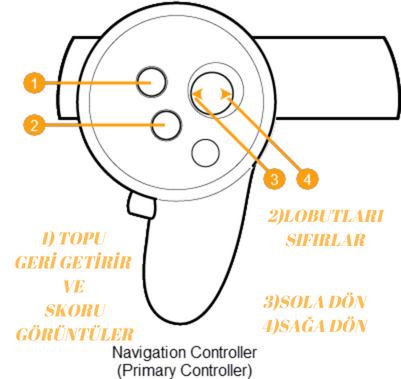 1
2
3
4
1) TOPU
GERİ GETİRİR
VE
SKORU
GÖRÜNTÜLER
2)LOBUTLARI
SIFIRLAR
3)SOLA DÖN
4)SAĞA DÖN
Navigation Controller
(Primary Controller)